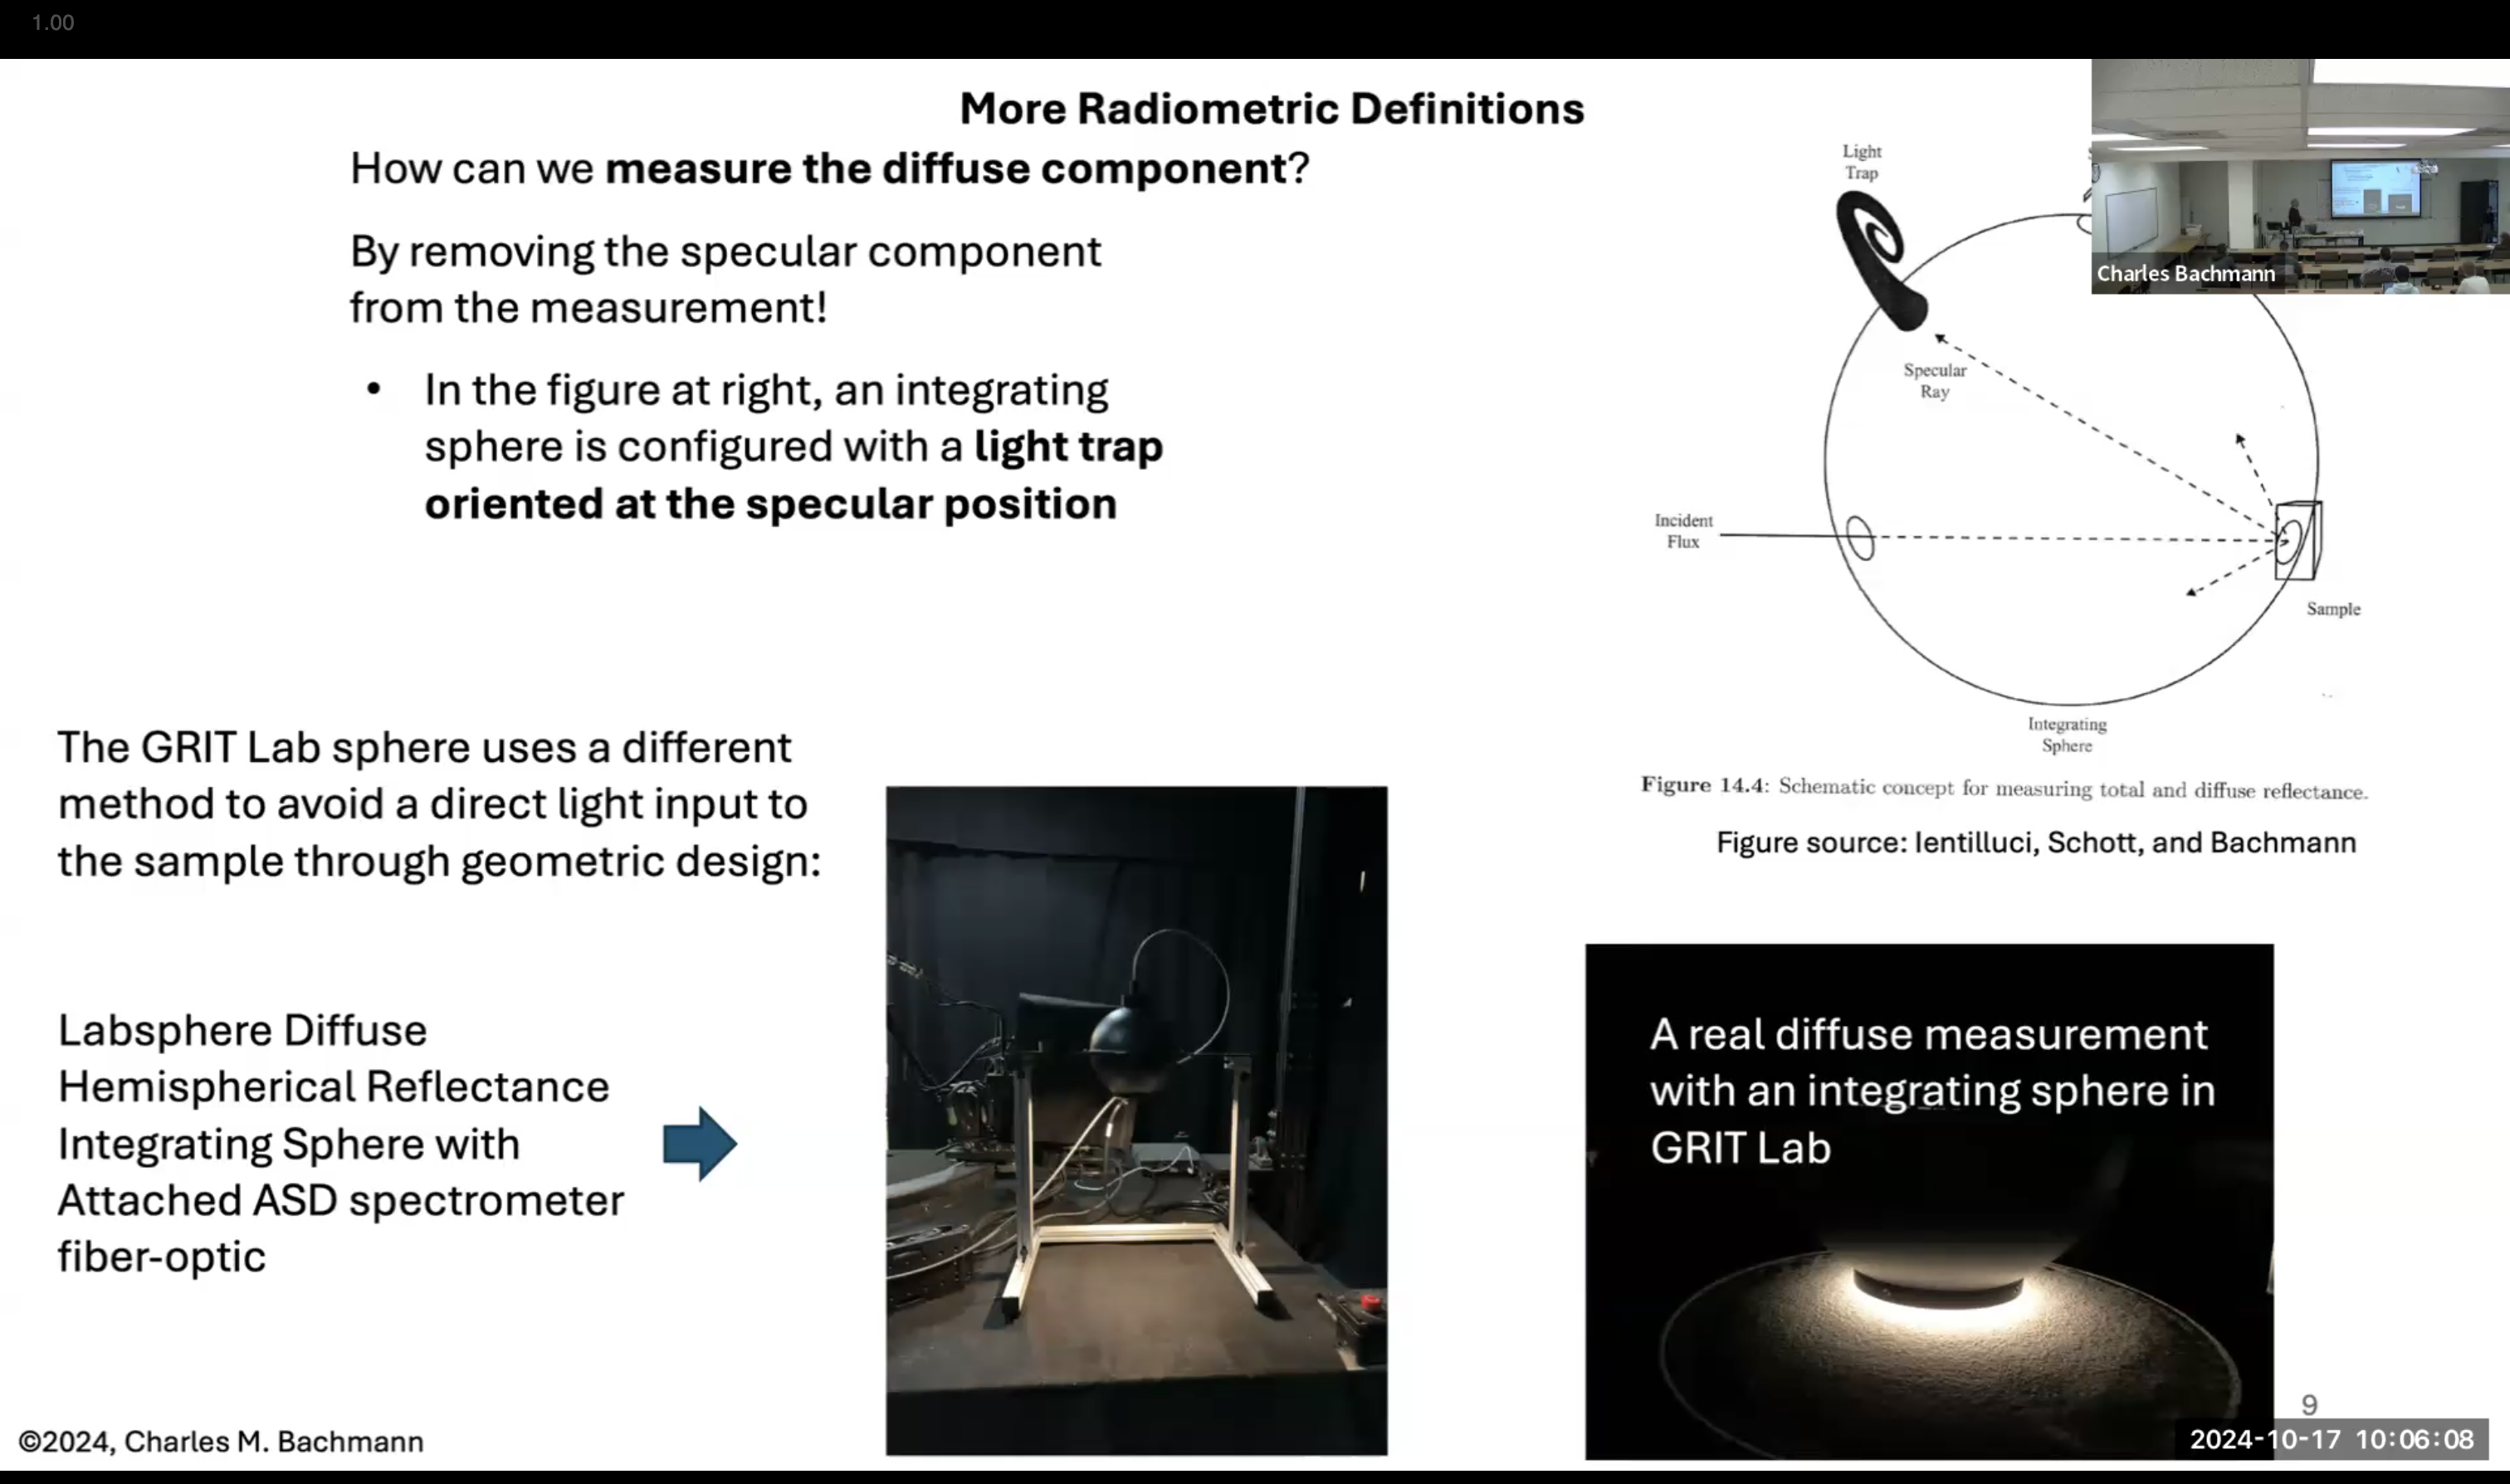 1.00
More Radiometric Definitions
How can we measure the diffuse component?
By removing the specular component
from the measurement!
• In the figure at right, an integrating
sphere is configured with a light trap
oriented at the specular position
Light
Trap
Specular
Ray
Incident
Flux
Sample
Integrating
Sphere
Figure 14.4: Schematic concept for measuring total and diffuse reflectance.
Figure source: Ientilluci, Schott, and Bachmann
Charles Bachmann
The GRIT Lab sphere uses a different
method to avoid a direct light input to
the sample through geometric design:
Labsphere Diffuse
Hemispherical Reflectance
Integrating Sphere with
Attached ASD spectrometer
fiber-optic
A real diffuse measurement
with an integrating sphere in
GRIT Lab
9
©2024, Charles M. Bachmann
2024-10-17 10:06:08